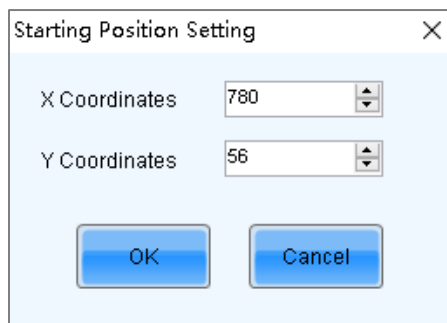 Starting Position Setting
X Coordinates 780
Y Coordinates 56
OK Cancel